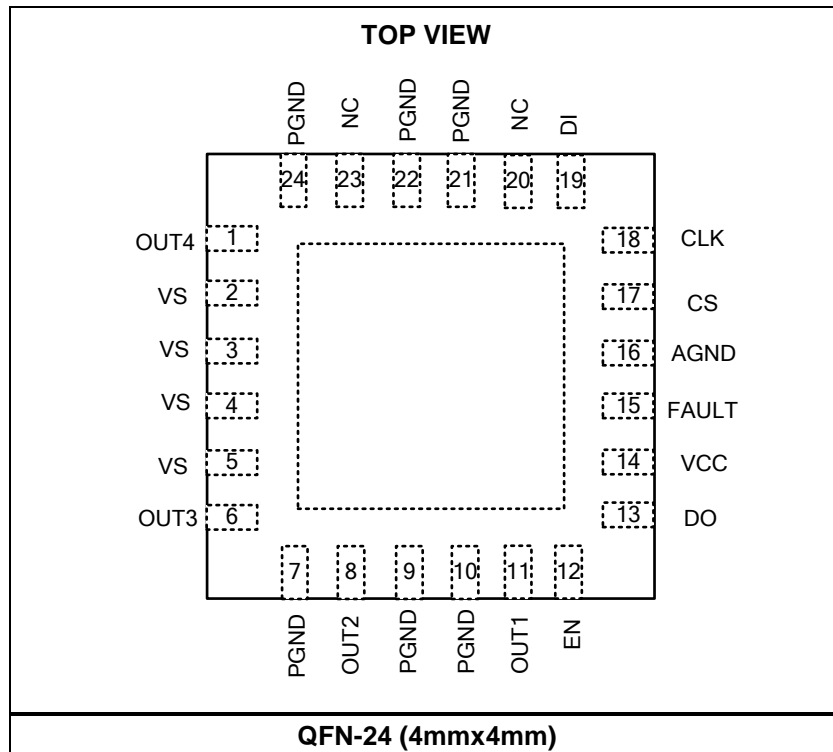 TOP VIEW
PGND NC PGND PGND NC DI
24 23 22 21 20 19
OUT4 1 18 CLK
VS 2 17 CS
VS 3 16 AGND
VS 4 15 FAULT
VS 5 14 VCC
OUT3 6 13 DO
7 8 9 10 11 12
PGND OUT2 PGND PGND OUT1 EN
QFN-24 (4mmx4mm)